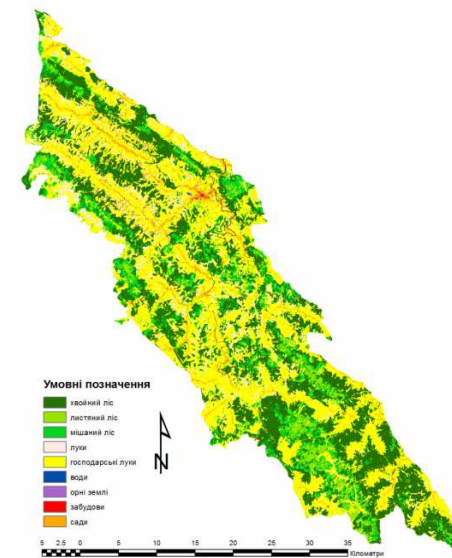 Умовні позначення
хвойний ліс
листяний ліс
мішаний ліс
луки
господарські луки
води
орні землі
забудови
сади
N
5 2.5 0 5 10 15 20 25 30 35
Кілометри